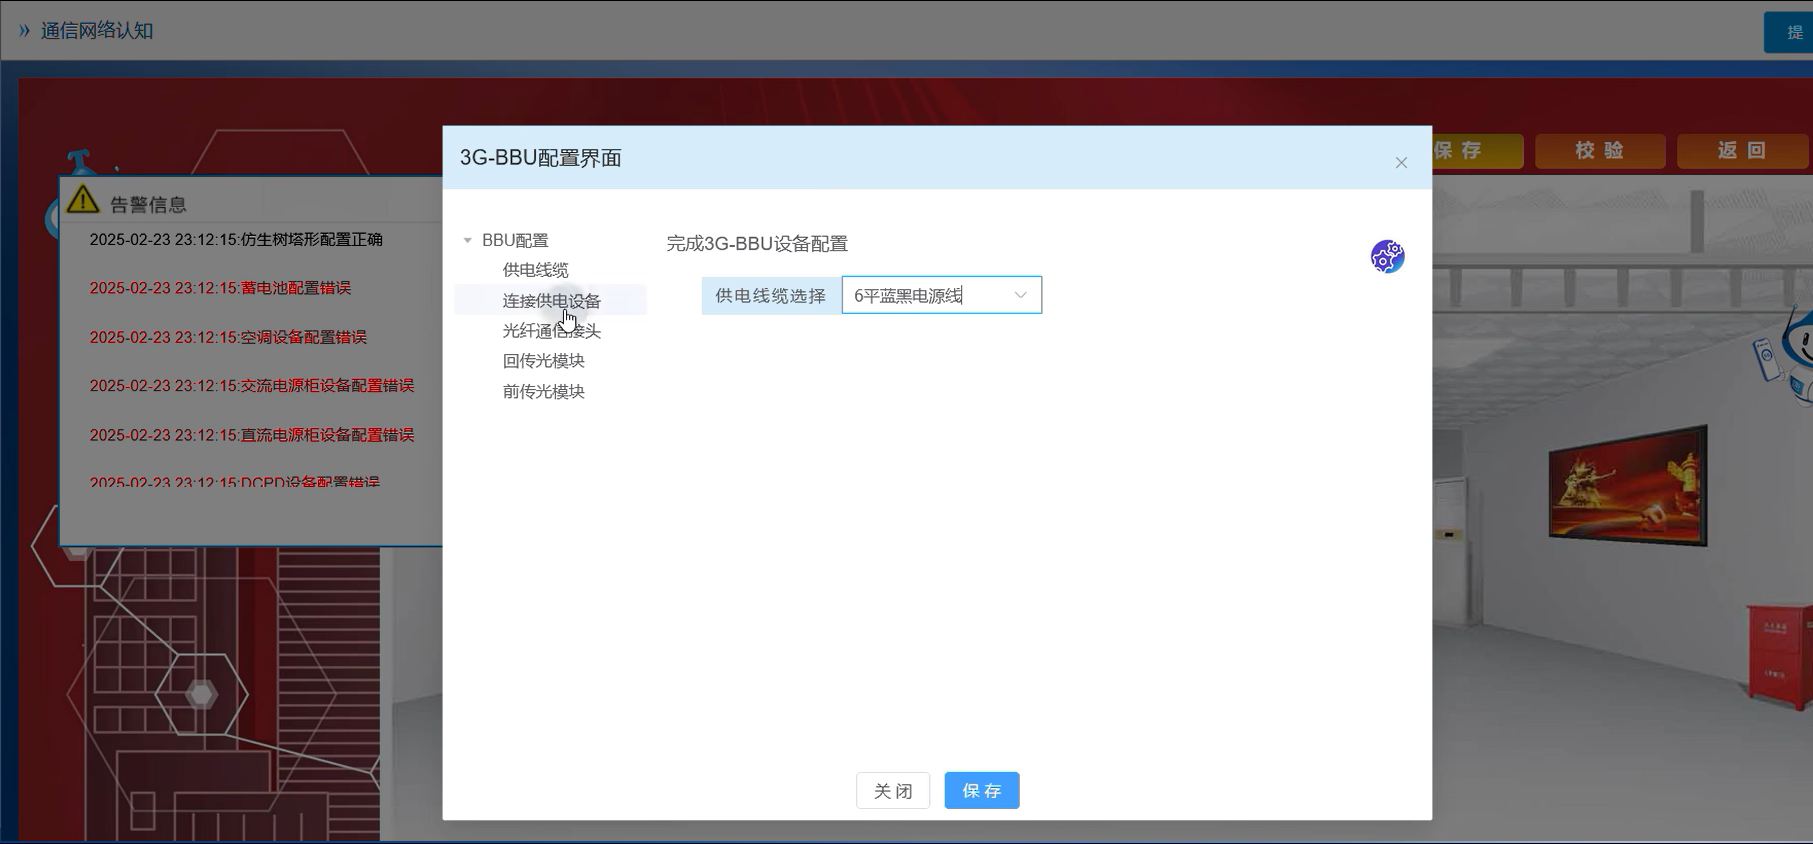 通信网络认知
提
保 存
校 验
返 回
告警信息
2025-02-23 23:12:15:仿生树塔形配置正确
2025-02-23 23:12:15:蓄电池配置错误
2025-02-23 23:12:15:空调设备配置错误
2025-02-23 23:12:15:交流电源柜设备配置错误
2025-02-23 23:12:15:直流电源柜设备配置错误
2025-02-23 23:12:15:DCPD设备配置错误
3G-BBU配置界面
BBU配置
供电线缆
连接供电设备
光纤通信接头
回传光模块
前传光模块
完成3G-BBU设备配置
供电线缆选择
6平蓝黑电源线
关 闭
保 存